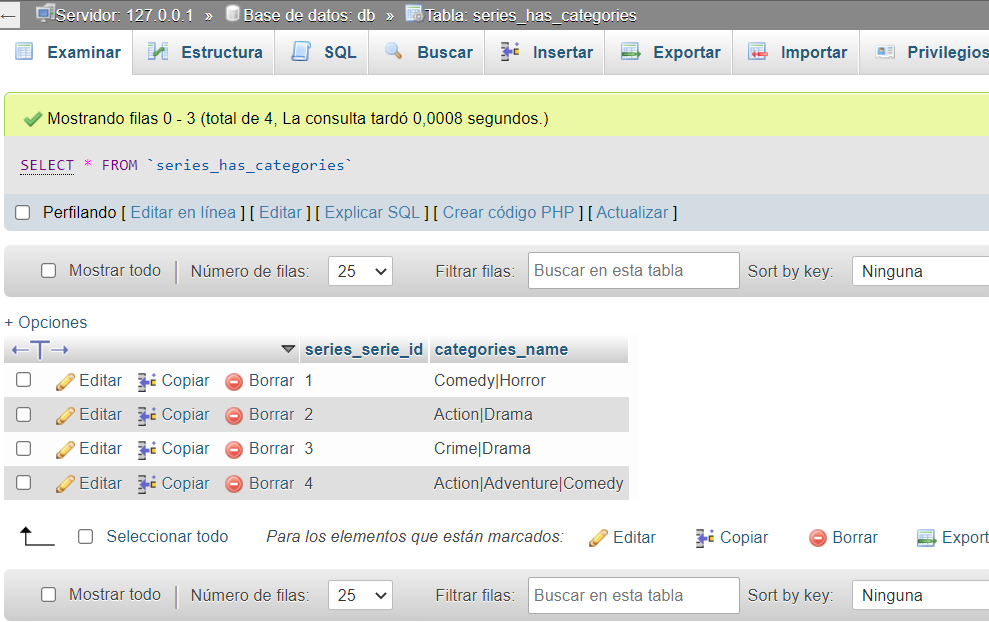 Servidor: 127.0.0.1 » Base de datos: db » Tabla: series_has_categories
Examinar Estructura SQL Buscar Insertar Exportar Importar Privilegios
Mostrando filas 0 - 3 (total de 4, La consulta tardó 0,0008 segundos.)
SELECT * FROM `series_has_categories`
Perfilando [ Editar en línea ] [ Editar ] [ Explicar SQL ] [ Crear código PHP ] [ Actualizar ]
Mostrar todo | Número de filas: 25 Filtrar filas: Buscar en esta tabla Sort by key: Ninguna
+ Opciones
←T→ series_serie_id categories_name
Editar Copiar Borrar 1 Comedy|Horror
Editar Copiar Borrar 2 Action|Drama
Editar Copiar Borrar 3 Crime|Drama
Editar Copiar Borrar 4 Action|Adventure|Comedy
Seleccionar todo Para los elementos que están marcados: Editar Copiar Borrar Export
Mostrar todo | Número de filas: 25 Filtrar filas: Buscar en esta tabla Sort by key: Ninguna